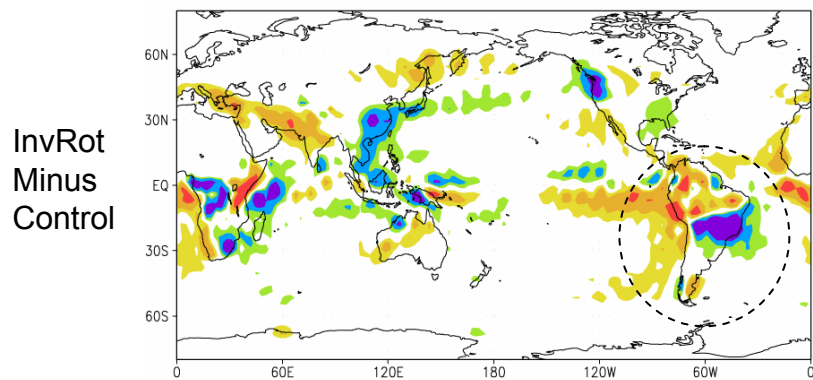 InvRot
Minus
Control
60N
30N
EQ
30S
60S
0 60E 120E 180 120W 60W 0